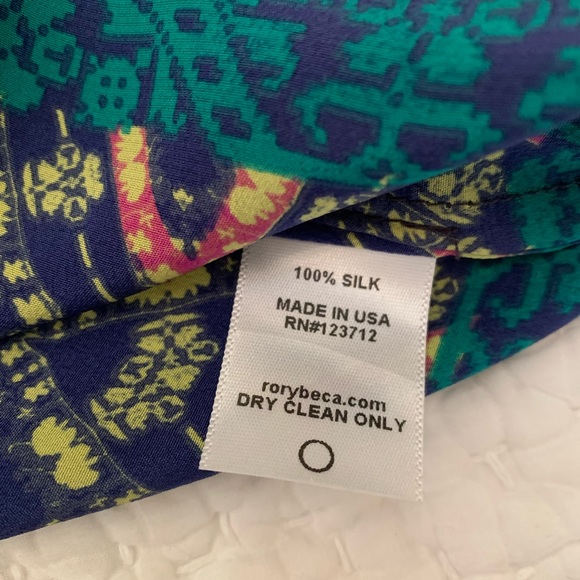 100% SILK
MADE IN USA
RN#123712
rorybeca.com
DRY CLEAN ONLY